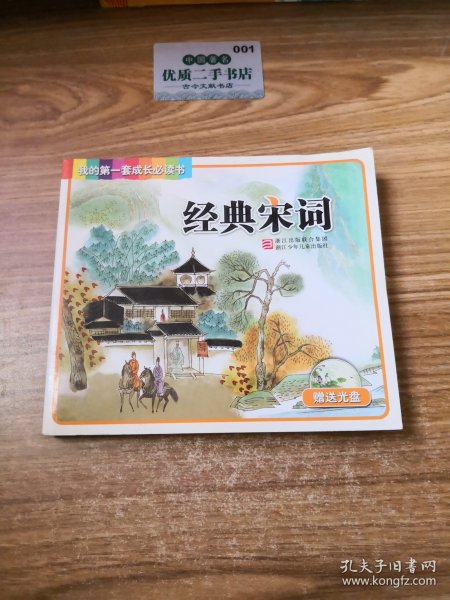 001
中国著名
优质二手书店
古今文献书店
我的第一套成长必读书
经典宋词
浙江出版联合集团
浙江少年儿童出版社
赠送光盘
孔夫子旧书网
www.kongfz.com